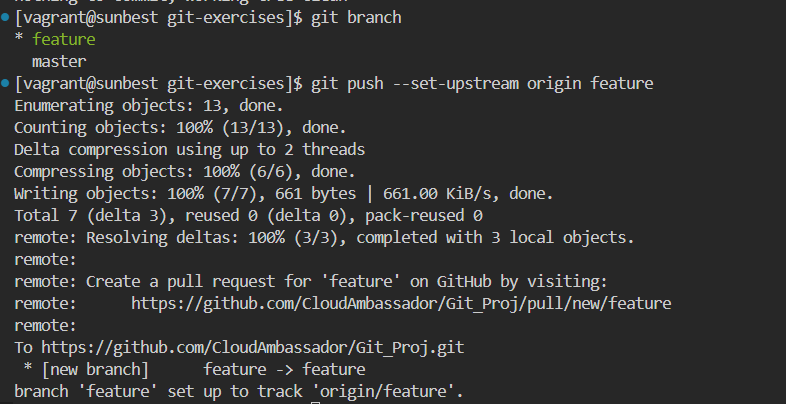 [vagrant@sunbest git-exercises]$ git branch
* feature
  master
[vagrant@sunbest git-exercises]$ git push --set-upstream origin feature
Enumerating objects: 13, done.
Counting objects: 100% (13/13), done.
Delta compression using up to 2 threads
Compressing objects: 100% (6/6), done.
Writing objects: 100% (7/7), 661 bytes | 661.00 KiB/s, done.
Total 7 (delta 3), reused 0 (delta 0), pack-reused 0
remote: Resolving deltas: 100% (3/3), completed with 3 local objects.
remote:
remote: Create a pull request for 'feature' on GitHub by visiting:
remote:      https://github.com/CloudAmbassador/Git_Proj/pull/new/feature
remote:
To https://github.com/CloudAmbassador/Git_Proj.git
 * [new branch]      feature -> feature
branch 'feature' set up to track 'origin/feature'.